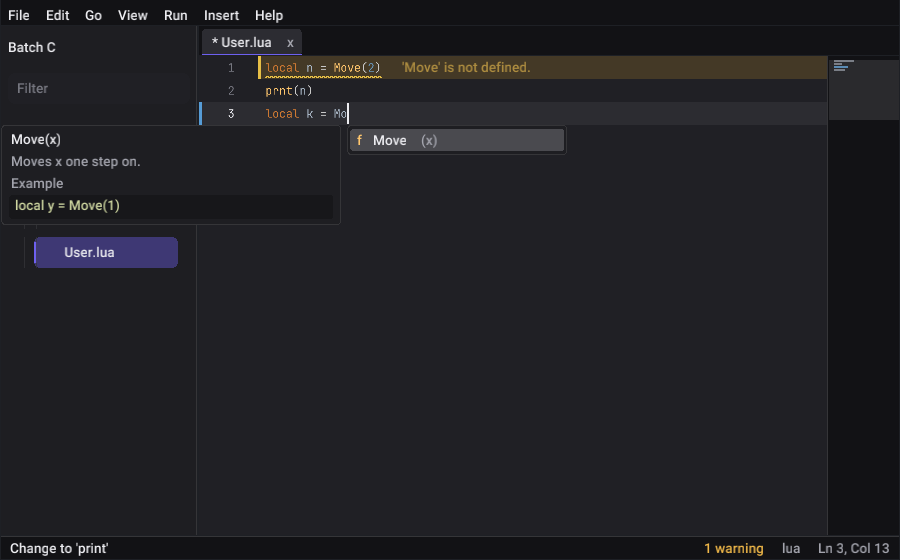 File Edit Go View Run Insert Help
Batch C
* User.lua x
Filter
1 local n = Move(2) 'Move' is not defined.
2 prnt(n)
3 local k = Mo
f Move (x)
Move(x)
Moves x one step on.
Example
local y = Move(1)
User.lua
Change to 'print' 1 warning lua Ln 3, Col 13